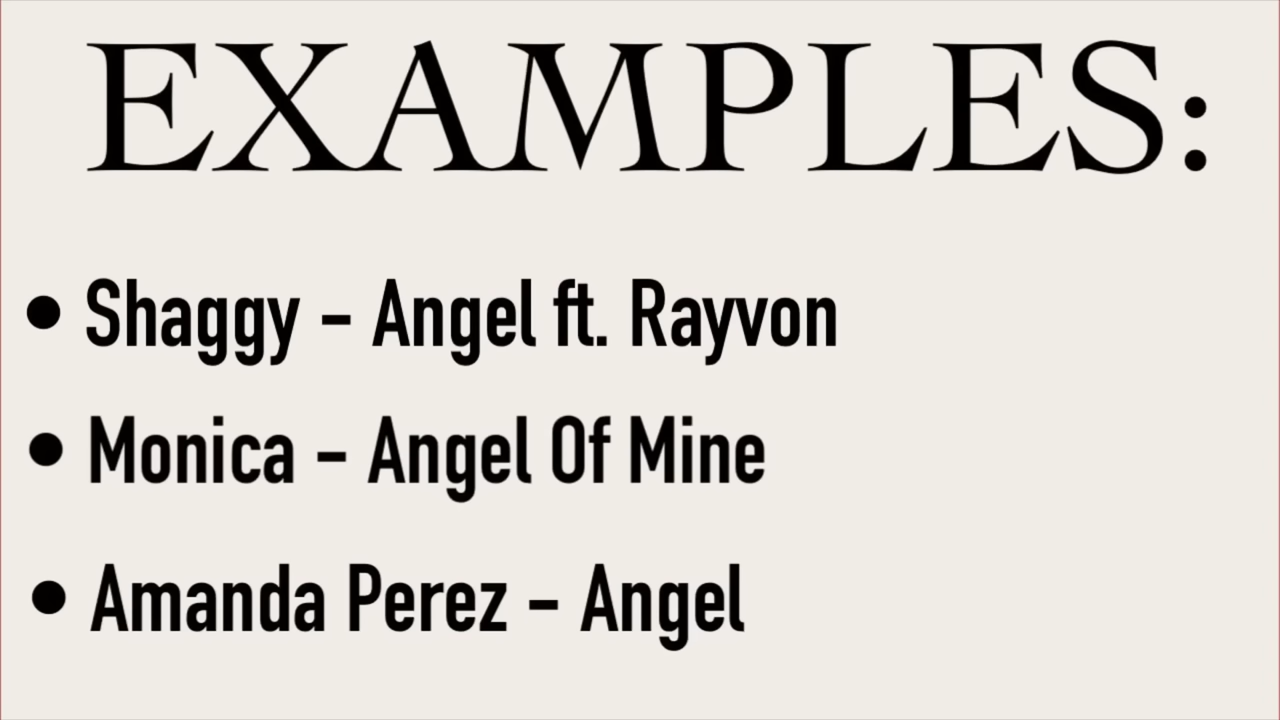 EXAMPLES:
• Shaggy - Angel ft. Rayvon
• Monica - Angel Of Mine
• Amanda Perez - Angel